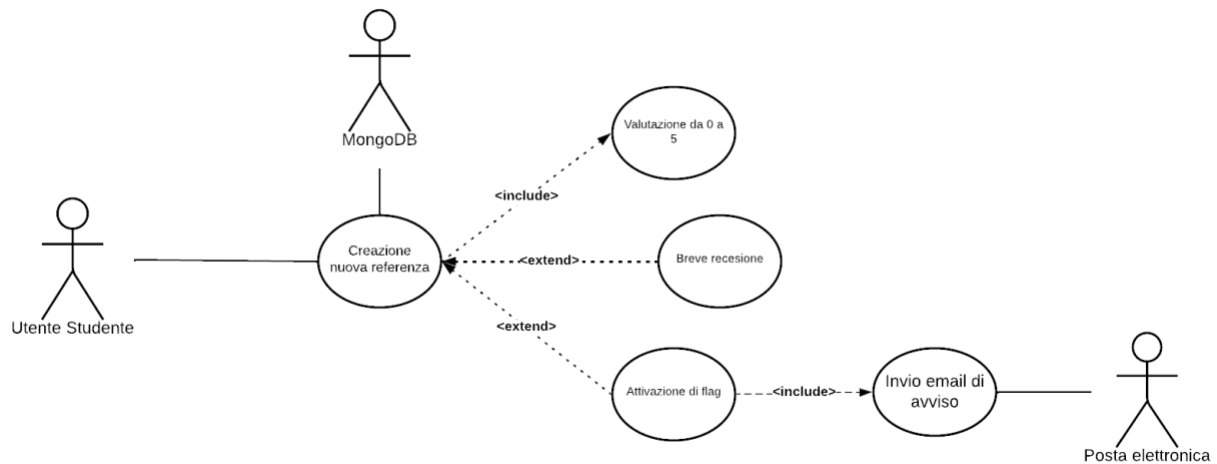 MongoDB
Valutazione da 0 a
5
<include>
Creazione
nuova referenza
<extend>
Breve recesione
Utente Studente
<extend>
Attivazione di flag
<include>
Invio email di
avviso
Posta elettronica